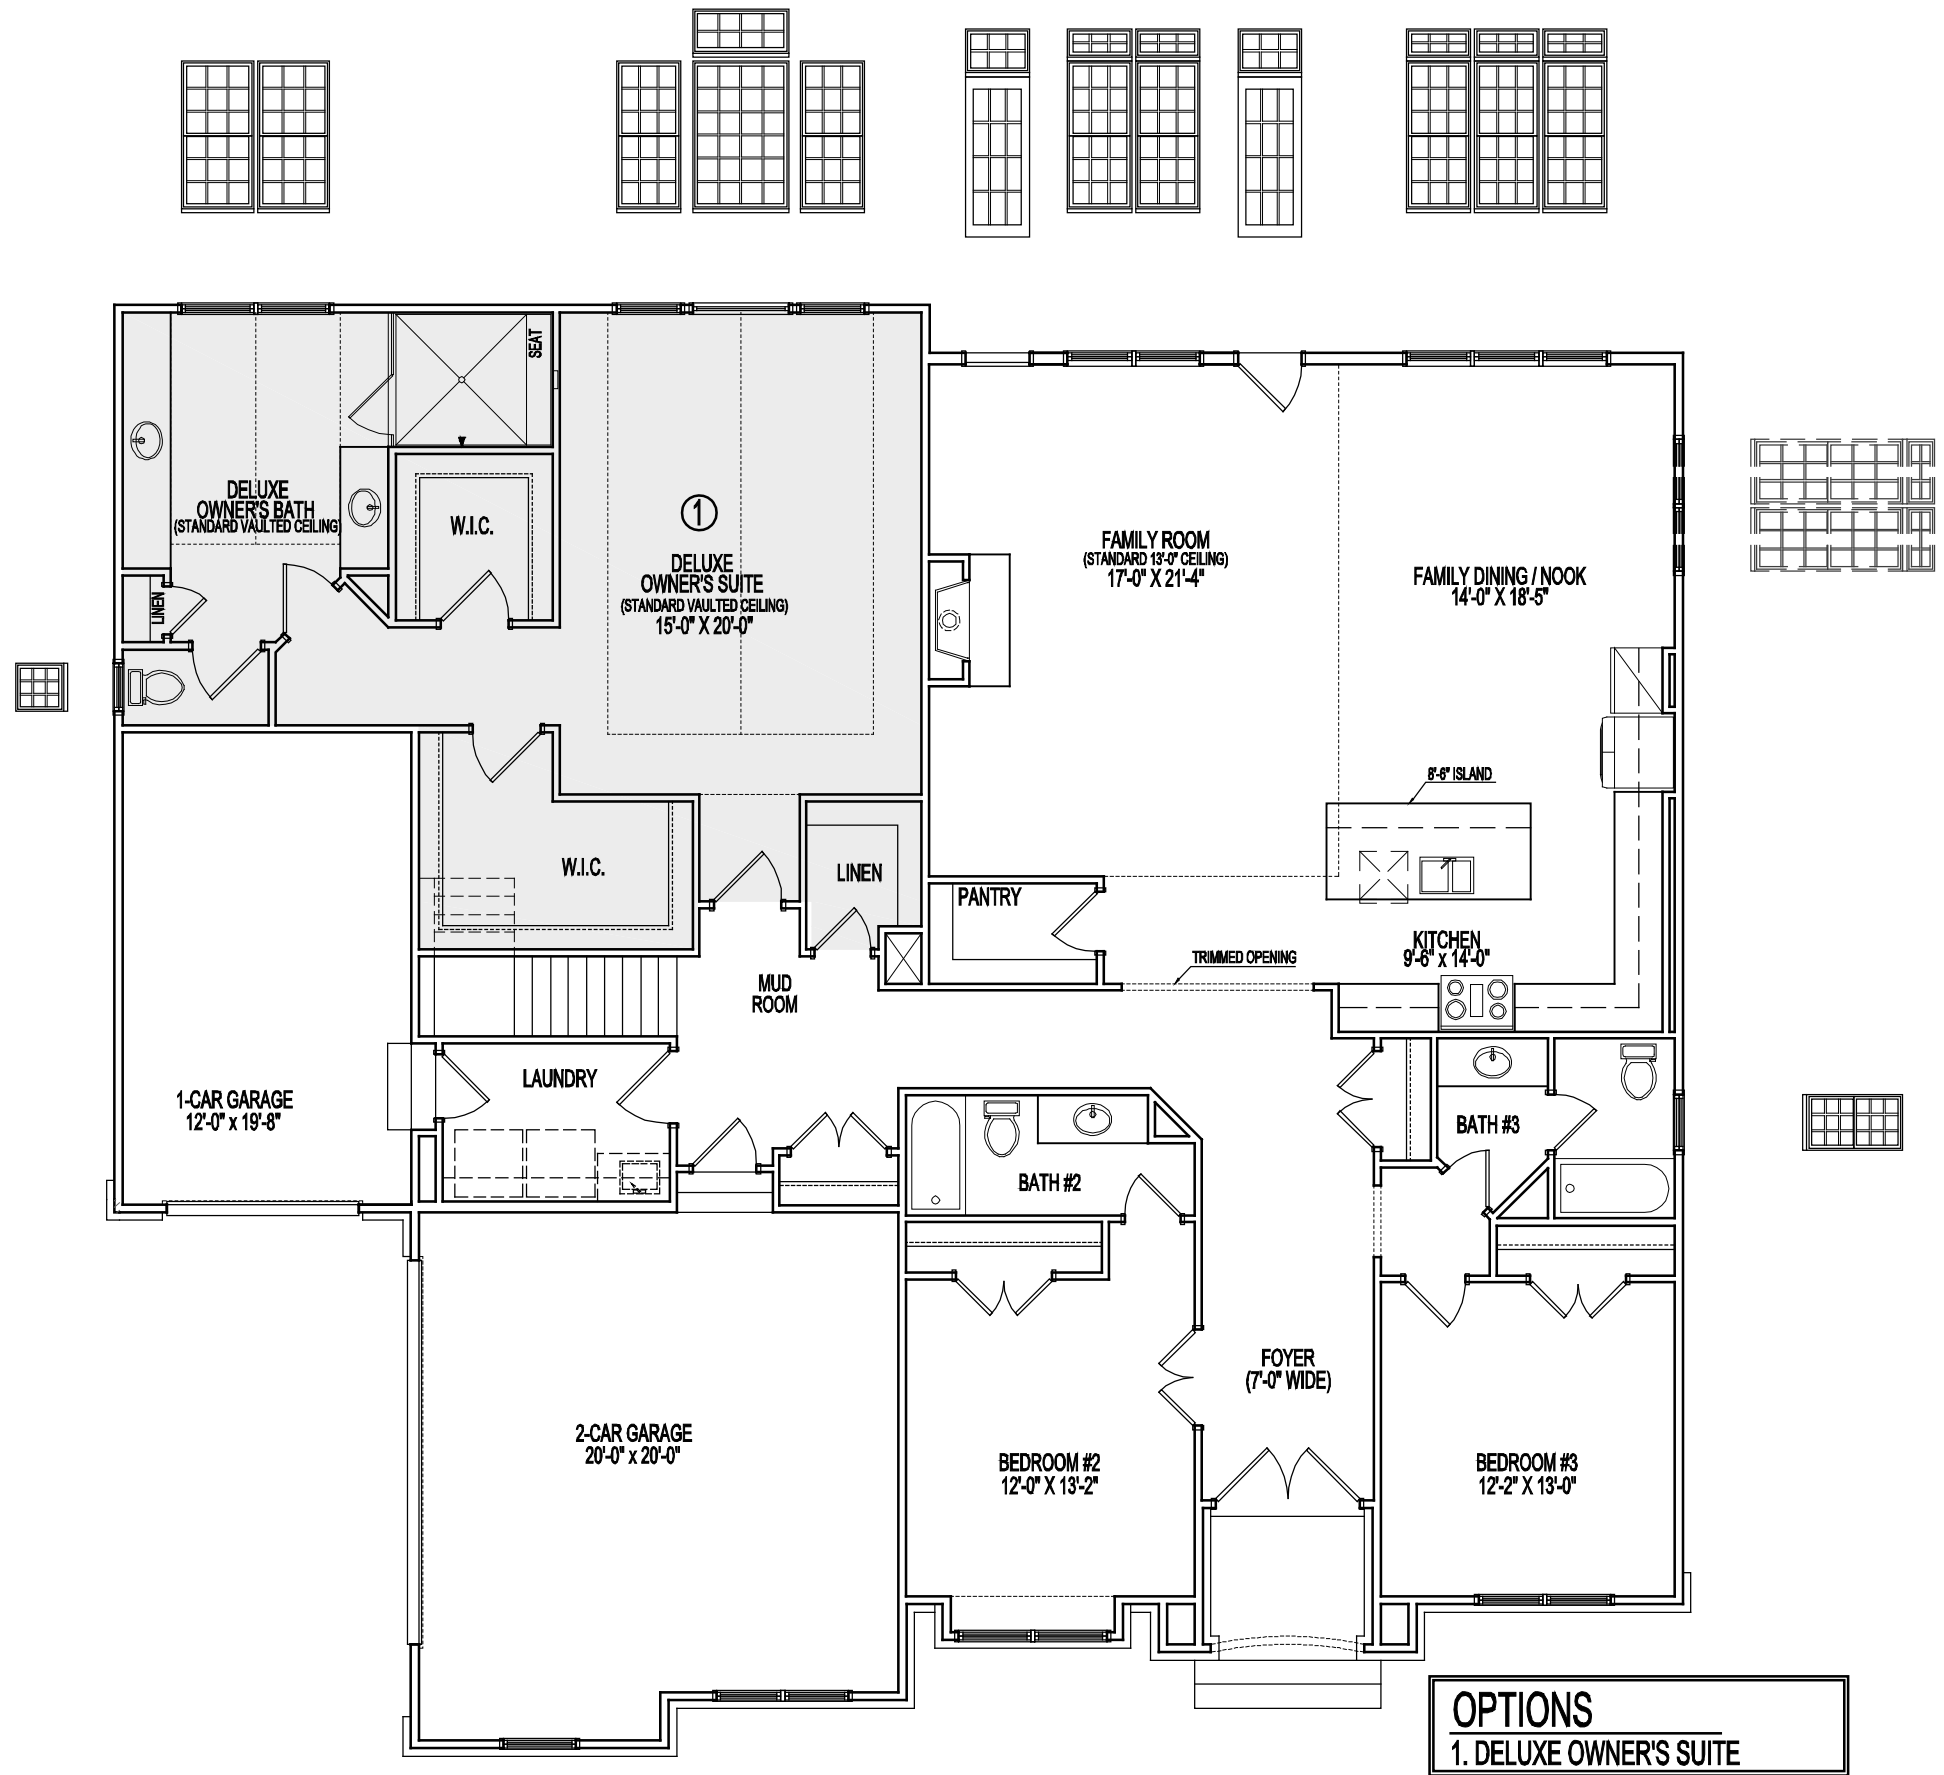 SEAT
DELUXE
OWNER'S BATH
(STANDARD VAULTED CEILING)
W.I.C.
1
DELUXE
OWNER'S SUITE
(STANDARD VAULTED CEILING)
15'-0" X 20'-0"
FAMILY ROOM
(STANDARD 13'-0" CEILING)
17'-0" X 21'-4"
FAMILY DINING / NOOK
14'-0" X 18'-5"
LINEN
8'-6" ISLAND
W.I.C.
LINEN
PANTRY
KITCHEN
9'-6" x 14'-0"
TRIMMED OPENING
MUD
ROOM
LAUNDRY
1-CAR GARAGE
12'-0" x 19'-8"
BATH #3
BATH #2
FOYER
(7'-0" WIDE)
2-CAR GARAGE
20'-0" x 20'-0"
BEDROOM #2
12'-0" X 13'-2"
BEDROOM #3
12'-2" X 13'-0"
OPTIONS
1. DELUXE OWNER'S SUITE